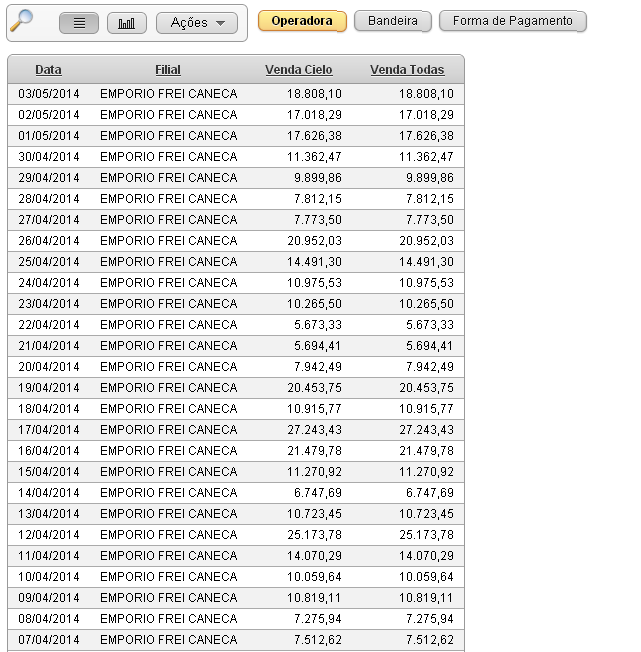 Ações Operadora Bandeira Forma de Pagamento
Data Filial Venda Cielo Venda Todas
03/05/2014 EMPORIO FREI CANECA 18.808,10 18.808,10
02/05/2014 EMPORIO FREI CANECA 17.018,29 17.018,29
01/05/2014 EMPORIO FREI CANECA 17.626,38 17.626,38
30/04/2014 EMPORIO FREI CANECA 11.362,47 11.362,47
29/04/2014 EMPORIO FREI CANECA 9.899,86 9.899,86
28/04/2014 EMPORIO FREI CANECA 7.812,15 7.812,15
27/04/2014 EMPORIO FREI CANECA 7.773,50 7.773,50
26/04/2014 EMPORIO FREI CANECA 20.952,03 20.952,03
25/04/2014 EMPORIO FREI CANECA 14.491,30 14.491,30
24/04/2014 EMPORIO FREI CANECA 10.975,53 10.975,53
23/04/2014 EMPORIO FREI CANECA 10.265,50 10.265,50
22/04/2014 EMPORIO FREI CANECA 5.673,33 5.673,33
21/04/2014 EMPORIO FREI CANECA 5.694,41 5.694,41
20/04/2014 EMPORIO FREI CANECA 7.942,49 7.942,49
19/04/2014 EMPORIO FREI CANECA 20.453,75 20.453,75
18/04/2014 EMPORIO FREI CANECA 10.915,77 10.915,77
17/04/2014 EMPORIO FREI CANECA 27.243,43 27.243,43
16/04/2014 EMPORIO FREI CANECA 21.479,78 21.479,78
15/04/2014 EMPORIO FREI CANECA 11.270,92 11.270,92
14/04/2014 EMPORIO FREI CANECA 6.747,69 6.747,69
13/04/2014 EMPORIO FREI CANECA 10.723,45 10.723,45
12/04/2014 EMPORIO FREI CANECA 25.173,78 25.173,78
11/04/2014 EMPORIO FREI CANECA 14.070,29 14.070,29
10/04/2014 EMPORIO FREI CANECA 10.059,64 10.059,64
09/04/2014 EMPORIO FREI CANECA 10.819,11 10.819,11
08/04/2014 EMPORIO FREI CANECA 7.275,94 7.275,94
07/04/2014 EMPORIO FREI CANECA 7.512,62 7.512,62